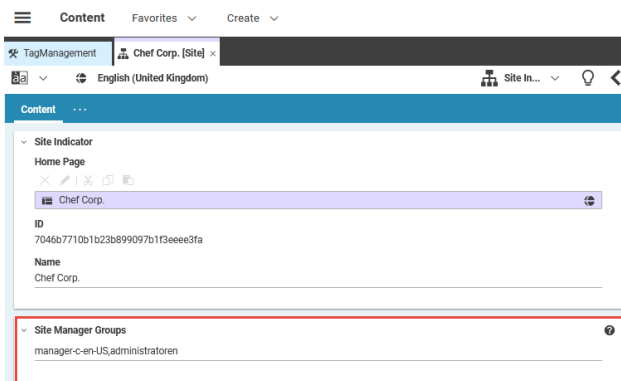 Content Favorites Create
TagManagement Chef Corp. [Site] ×
English (United Kingdom) Site In...
Content ...
Site Indicator
Home Page
Chef Corp.
ID
7046b7710b1b23b899097b1f3eeee3fa
Name
Chef Corp.
Site Manager Groups
manager-c-en-US,administratoren